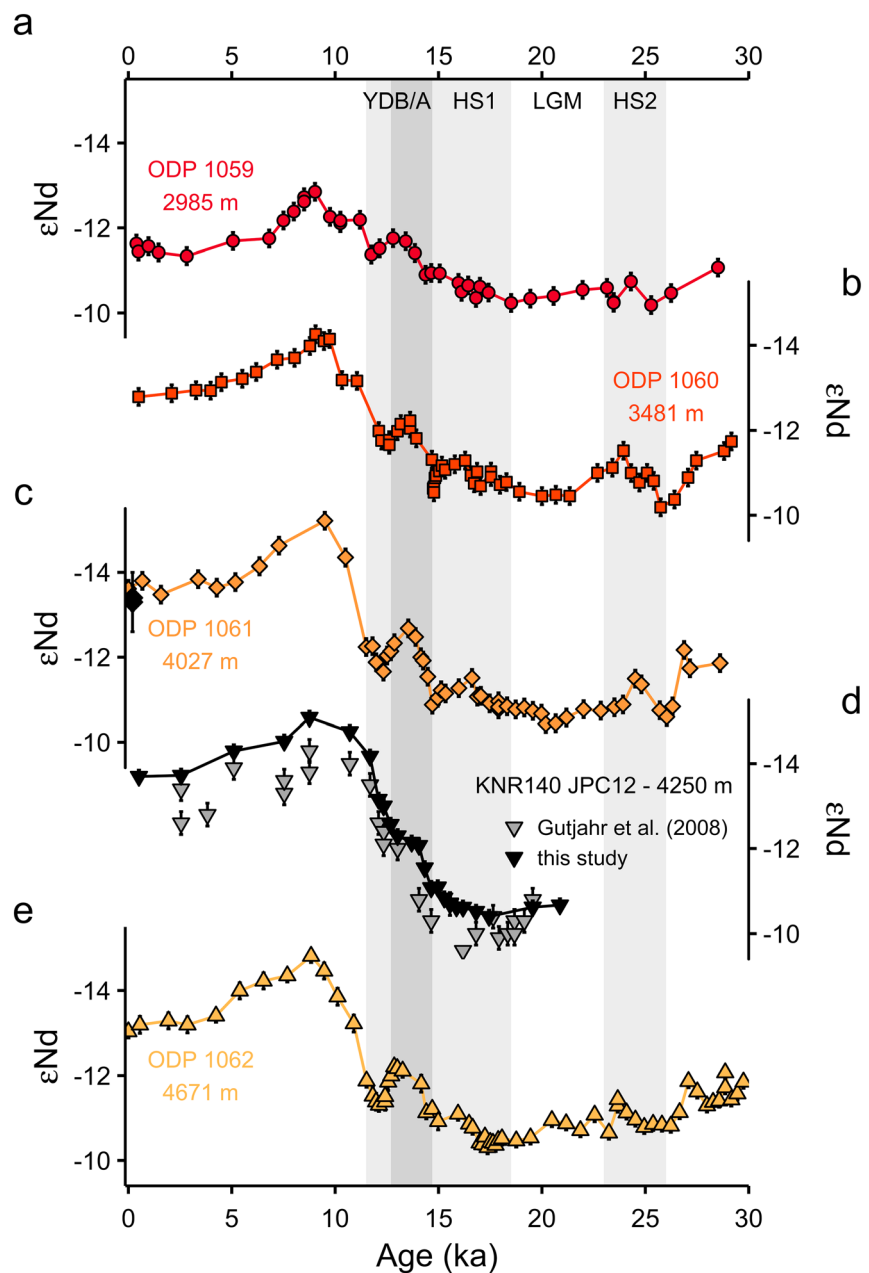 a
0 5 10 15 20 25 30
YDB/A HS1 LGM HS2
-14
-12
-10
εNd
ODP 1059
2985 m
b
-14
-12
-10
εNd
ODP 1060
3481 m
c
-14
-12
-10
εNd
ODP 1061
4027 m
d
-14
-12
-10
εNd
KNR140 JPC12 - 4250 m
Gutjahr et al. (2008)
this study
e
-14
-12
-10
εNd
ODP 1062
4671 m
0 5 10 15 20 25 30
Age (ka)